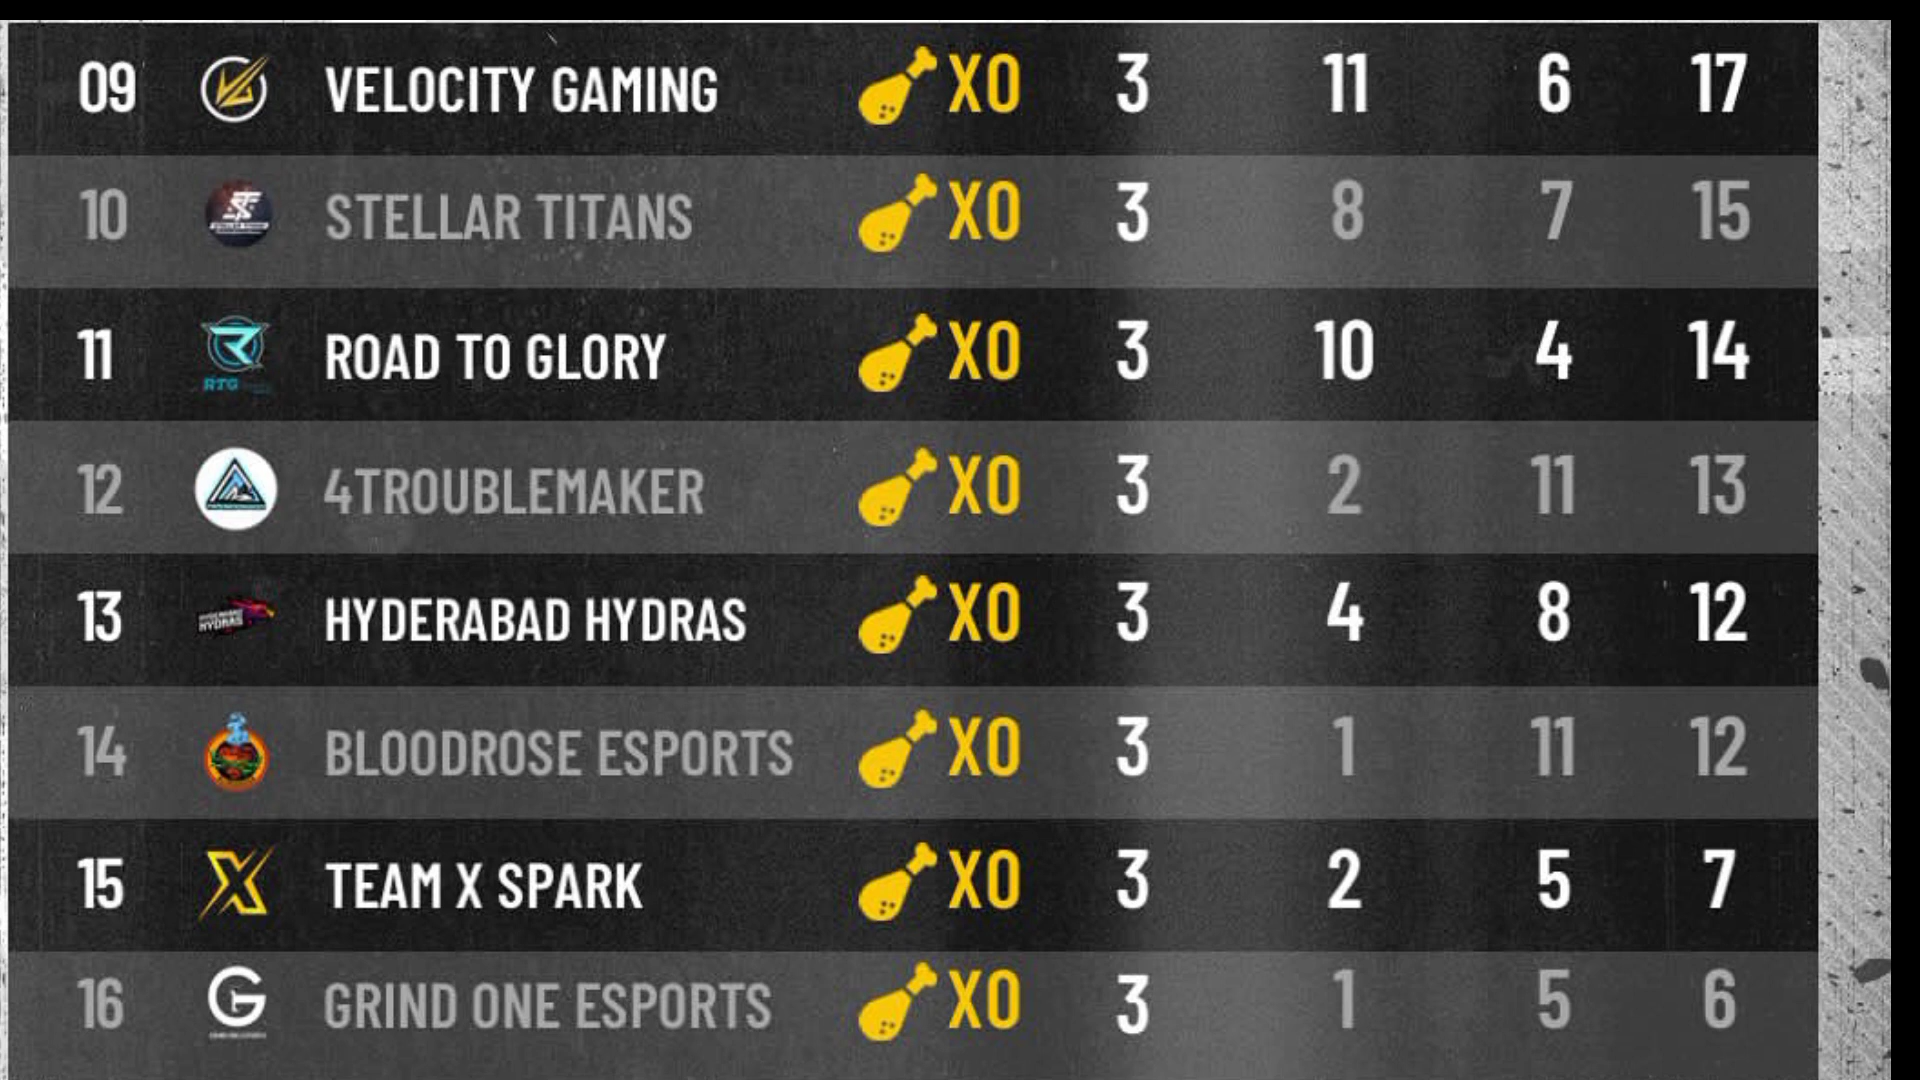 09 VELOCITY GAMING X0 3 11 6 17
10 STELLAR TITANS X0 3 8 7 15
11 RTG ROAD TO GLORY X0 3 10 4 14
12 4TROUBLEMAKER X0 3 2 11 13
13 HYDERABAD HYDRAS HYDERABAD HYDRAS X0 3 4 8 12
14 BLOODROSE ESPORTS X0 3 1 11 12
15 X TEAM X SPARK X0 3 2 5 7
16 G GRIND ONE ESPORTS X0 3 1 5 6